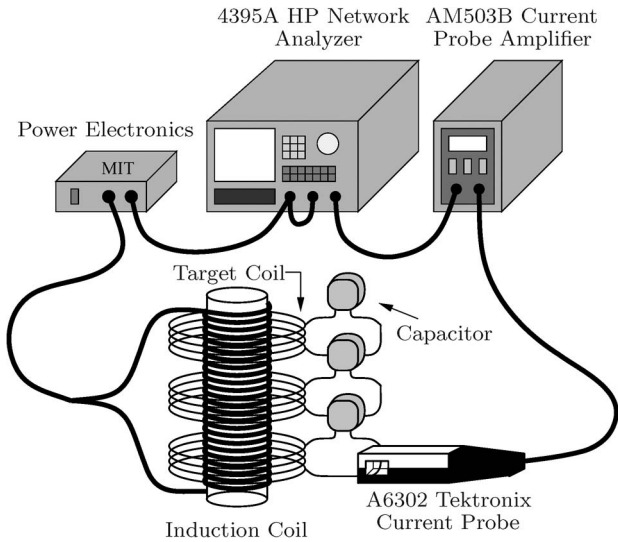 4395A HP Network
Analyzer
AM503B Current
Probe Amplifier
Power Electronics
MIT
Target Coil
Capacitor
A6302 Tektronix
Current Probe
Induction Coil